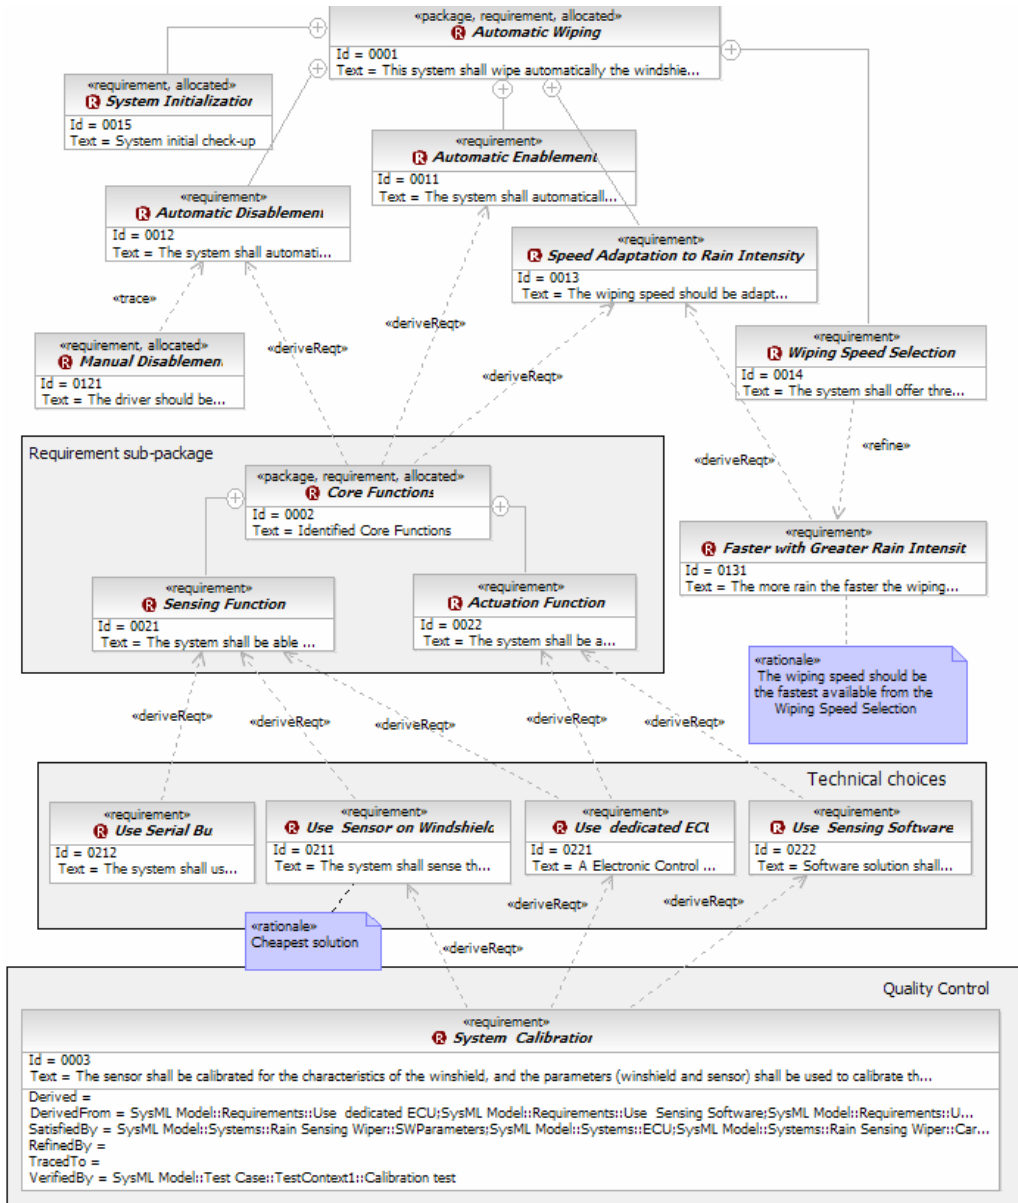 «package, requirement, allocated»
R Automatic Wiping
Id = 0001
Text = This system shall wipe automatically the windshie...
«requirement, allocated»
R System Initialization
Id = 0015
Text = System initial check-up
«requirement»
R Automatic Enablement
Id = 0011
Text = The system shall automaticall...
«requirement»
R Automatic Disablement
Id = 0012
Text = The system shall automati...
«requirement»
R Speed Adaptation to Rain Intensity
Id = 0013
Text = The wiping speed should be adapt...
«trace»
«deriveReqt»
«deriveReqt»
«deriveReqt»
«requirement, allocated»
R Manual Disablemen
Id = 0121
Text = The driver should be...
«requirement»
R Wiping Speed Selection
Id = 0014
Text = The system shall offer thre...
«deriveReqt»
«refine»
Requirement sub-package
«package, requirement, allocated»
R Core Functions
Id = 0002
Text = Identified Core Functions
«requirement»
R Faster with Greater Rain Intensit
Id = 0131
Text = The more rain the faster the wiping...
«requirement»
R Sensing Function
Id = 0021
Text = The system shall be able ...
«requirement»
R Actuation Function
Id = 0022
Text = The system shall be a...
«rationale»
The wiping speed should be
the fastest available from the
Wiping Speed Selection
«deriveReqt»
«deriveReqt»
«deriveReqt»
«deriveReqt»
«deriveReqt»
Technical choices
«requirement»
R Use Serial Bu
Id = 0212
Text = The system shall us...
«requirement»
R Use Sensor on Windshield
Id = 0211
Text = The system shall sense th...
«requirement»
R Use dedicated ECU
Id = 0221
Text = A Electronic Control ...
«requirement»
R Use Sensing Software
Id = 0222
Text = Software solution shall...
«rationale»
Cheapest solution
«deriveReqt»
«deriveReqt»
«deriveReqt»
Quality Control
«requirement»
R System Calibration
Id = 0003
Text = The sensor shall be calibrated for the characteristics of the winshield, and the parameters (winshield and sensor) shall be used to calibrate th...
Derived =
DerivedFrom = SysML Model::Requirements::Use dedicated ECU;SysML Model::Requirements::Use Sensing Software;SysML Model::Requirements::U...
SatisfiedBy = SysML Model::Systems::Rain Sensing Wiper::SWParameters;SysML Model::Systems::ECU;SysML Model::Systems::Rain Sensing Wiper::Car...
RefinedBy =
TracedTo =
VerifiedBy = SysML Model::Test Case::TestContext1::Calibration test